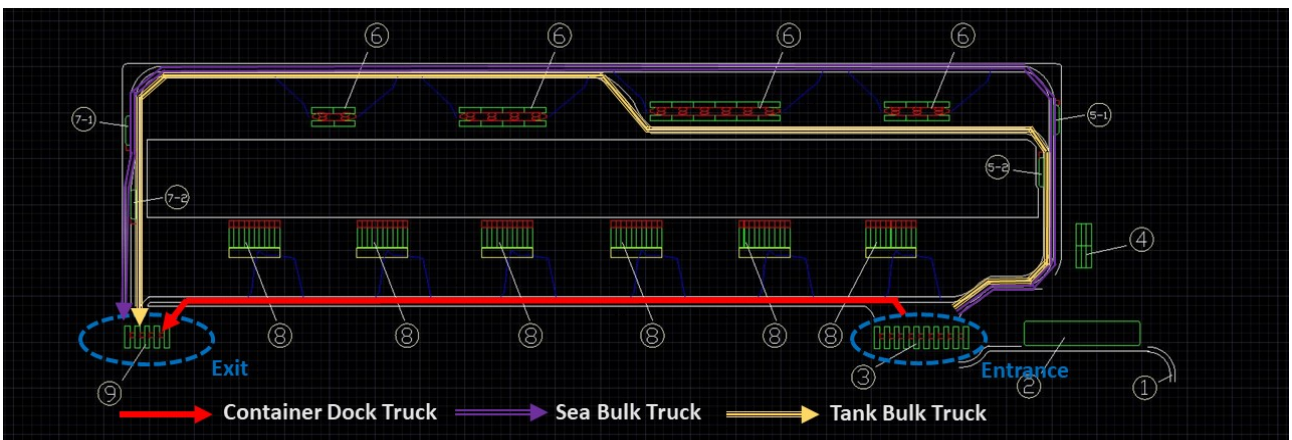 ⑥ ⑥ ⑥ ⑥
7-1
5-1
5-2
7-2
④
⑧ ⑧ ⑧ ⑧ ⑧ ⑧
Exit
③
Entrance
②
①
⑨
Container Dock Truck
Sea Bulk Truck
Tank Bulk Truck